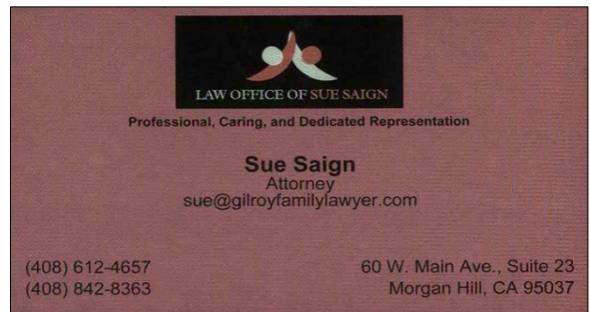 LAW OFFICE OF SUE SAIGN
Professional, Caring, and Dedicated Representation
Sue Saign
Attorney
sue@gilroyfamilylawyer.com
(408) 612-4657
(408) 842-8363
60 W. Main Ave., Suite 23
Morgan Hill, CA 95037